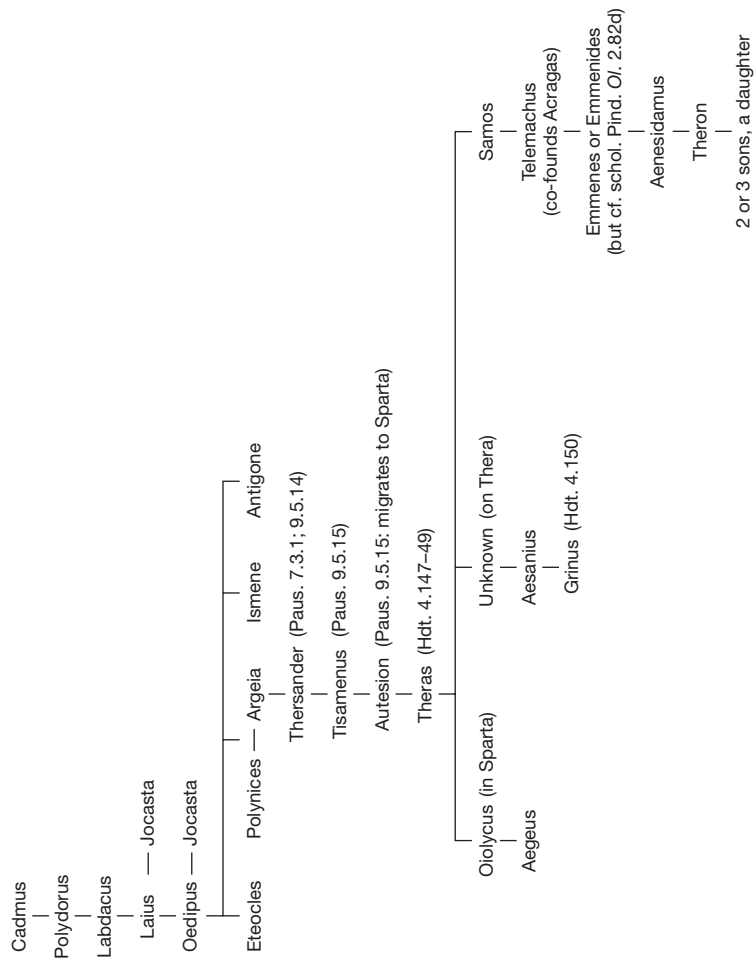 Cadmus
Polydorus
Labdacus
Laius — Jocasta
Oedipus — Jocasta
Eteocles Polynices — Argeia Ismene Antigone
Thersander (Paus. 7.3.1; 9.5.14)
Tisamenus (Paus. 9.5.15)
Autesion (Paus. 9.5.15: migrates to Sparta)
Theras (Hdt. 4.147–49)
Oiolycus (in Sparta) Unknown (on Thera) Samos
Aegeus Aesanius Telemachus
(co-founds Acragas)
Grinus (Hdt. 4.150)
Emmenes or Emmenides
(but cf. schol. Pind. Ol. 2.82d)
Aenesidamus
Theron
2 or 3 sons, a daughter